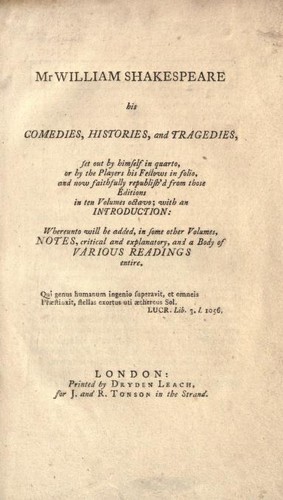 Mr WILLIAM SHAKESPEARE
his
COMEDIES, HISTORIES, and TRAGEDIES,
ſet out by himſelf in quarto,
or by the Players his Fellows in folio,
and now faithfully republiſh'd from thoſe
Editions
in ten Volumes octavo; with an
INTRODUCTION:
Whereunto will be added, in ſome other Volumes,
NOTES, critical and explanatory, and a Body of
VARIOUS READINGS
entire.
Qui genus humanum ingenio ſuperavit, et omneis
Præſtinxit, ſtellas exortus uti æthereus Sol.
LUCR. Lib. 3. l. 1056.
LONDON:
Printed by DRYDEN LEACH,
for J. and R. TONSON in the Strand.